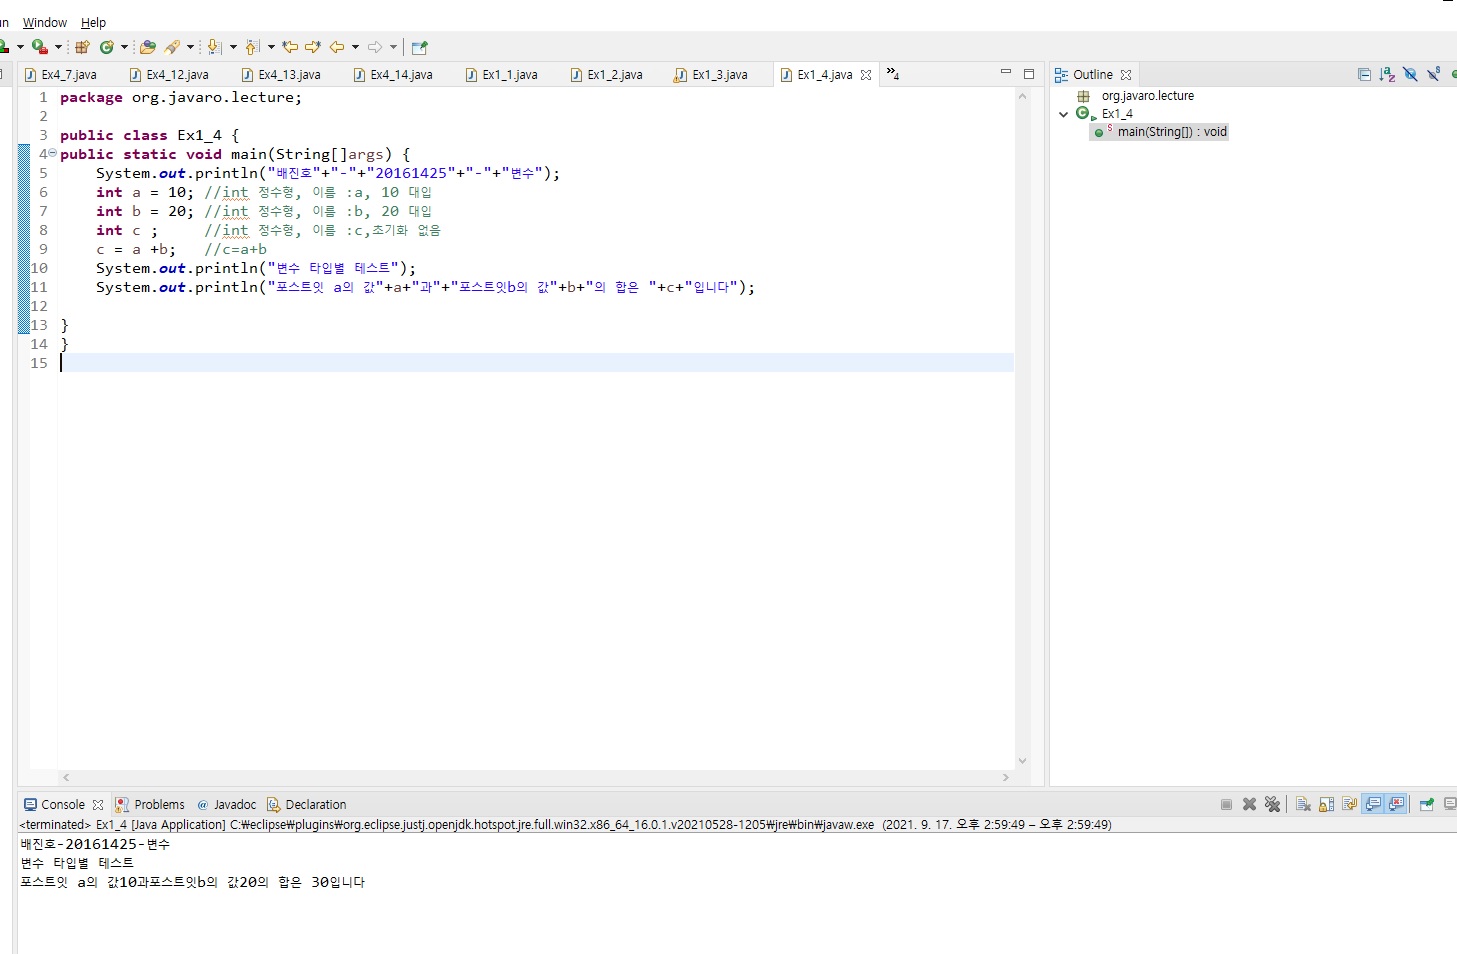 Window Help
Ex4_7.java Ex4_12.java Ex4_13.java Ex4_14.java Ex1_1.java Ex1_2.java Ex1_3.java Ex1_4.java »4
1 package org.javaro.lecture;
2
3 public class Ex1_4 {
4 public static void main(String[]args) {
5 System.out.println("배진호"+"-"+"20161425"+"-"+"변수");
6 int a = 10; //int 정수형, 이름 :a, 10 대입
7 int b = 20; //int 정수형, 이름 :b, 20 대입
8 int c ; //int 정수형, 이름 :c,초기화 없음
9 c = a +b; //c=a+b
10 System.out.println("변수 타입별 테스트");
11 System.out.println("포스트잇 a의 값"+a+"과"+"포스트잇b의 값"+b+"의 합은 "+c+"입니다");
12
13 }
14 }
15
Outline
org.javaro.lecture
Ex1_4
main(String[]) : void
Console Problems Javadoc Declaration
<terminated> Ex1_4 [Java Application] C:₩eclipse₩plugins₩org.eclipse.justj.openjdk.hotspot.jre.full.win32.x86_64_16.0.1.v20210528-1205₩jre₩bin₩javaw.exe (2021. 9. 17. 오후 2:59:49 – 오후 2:59:49)
배진호-20161425-변수
변수 타입별 테스트
포스트잇 a의 값10과포스트잇b의 값20의 합은 30입니다